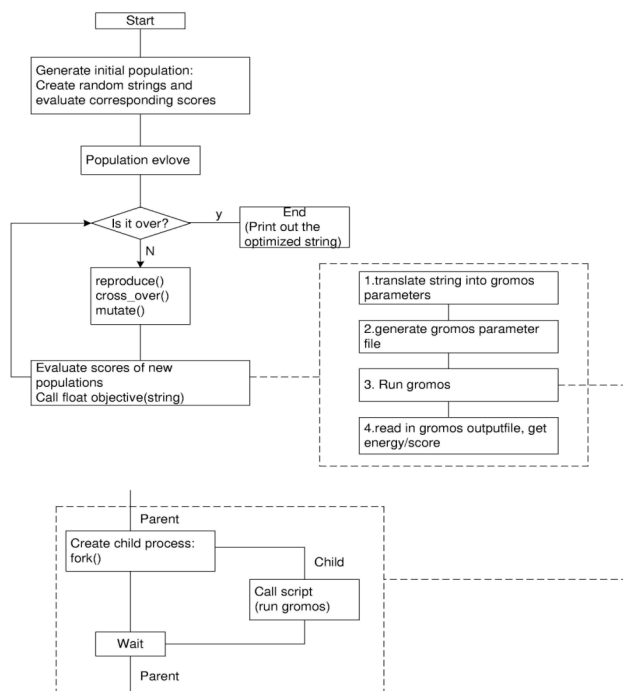 Start
Generate initial population:
Create random strings and
evaluate corresponding scores
Population evlove
Is it over?
y
End
(Print out the
optimized string)
N
reproduce()
cross_over()
mutate()
Evaluate scores of new
populations
Call float objective(string)
1.translate string into gromos
parameters
2.generate gromos parameter
file
3. Run gromos
4.read in gromos outputfile, get
energy/score
Parent
Create child process:
fork()
Child
Call script
(run gromos)
Wait
Parent